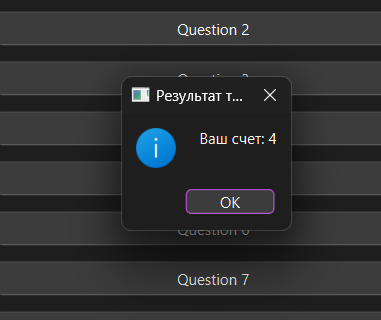 Question 2
Результат т...
Ваш счет: 4
OK
Question 7